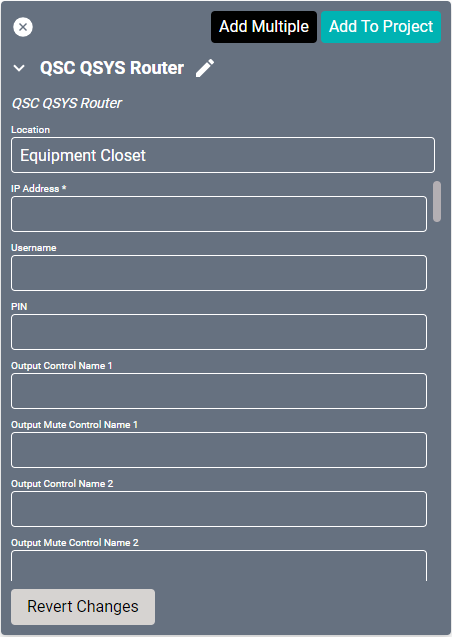 Add Multiple
Add To Project
QSC QSYS Router
QSC QSYS Router
Location
Equipment Closet
IP Address *
Username
PIN
Output Control Name 1
Output Mute Control Name 1
Output Control Name 2
Output Mute Control Name 2
Revert Changes